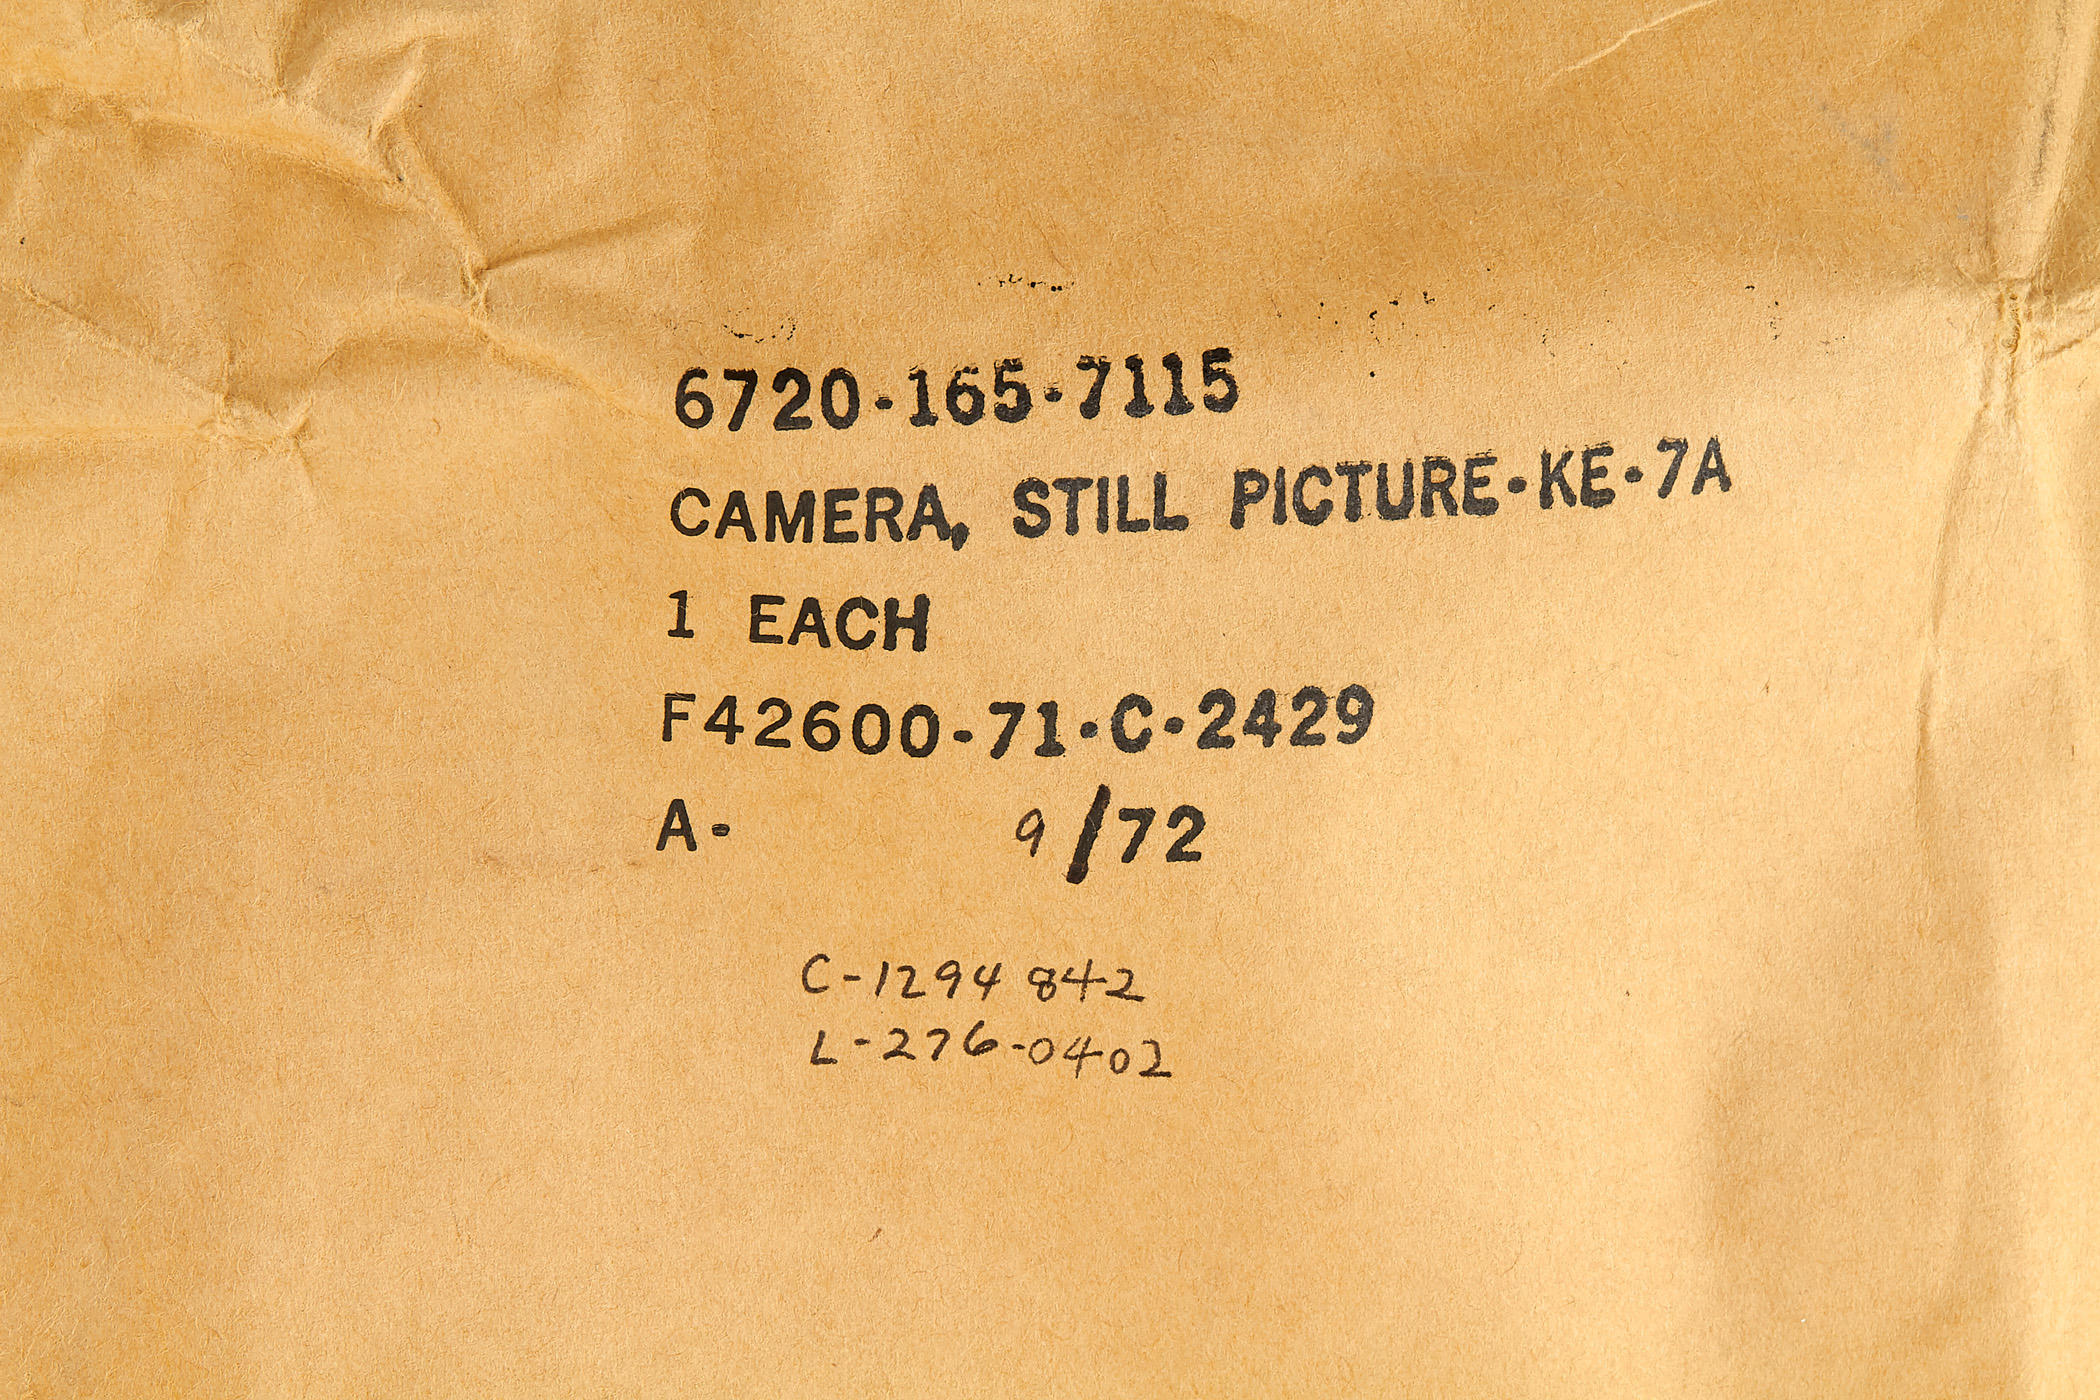 6720-165-7115
CAMERA, STILL PICTURE-KE-7A
1 EACH
F42600-71-C-2429
A- 9/72
C-1294 842
L-276-0402